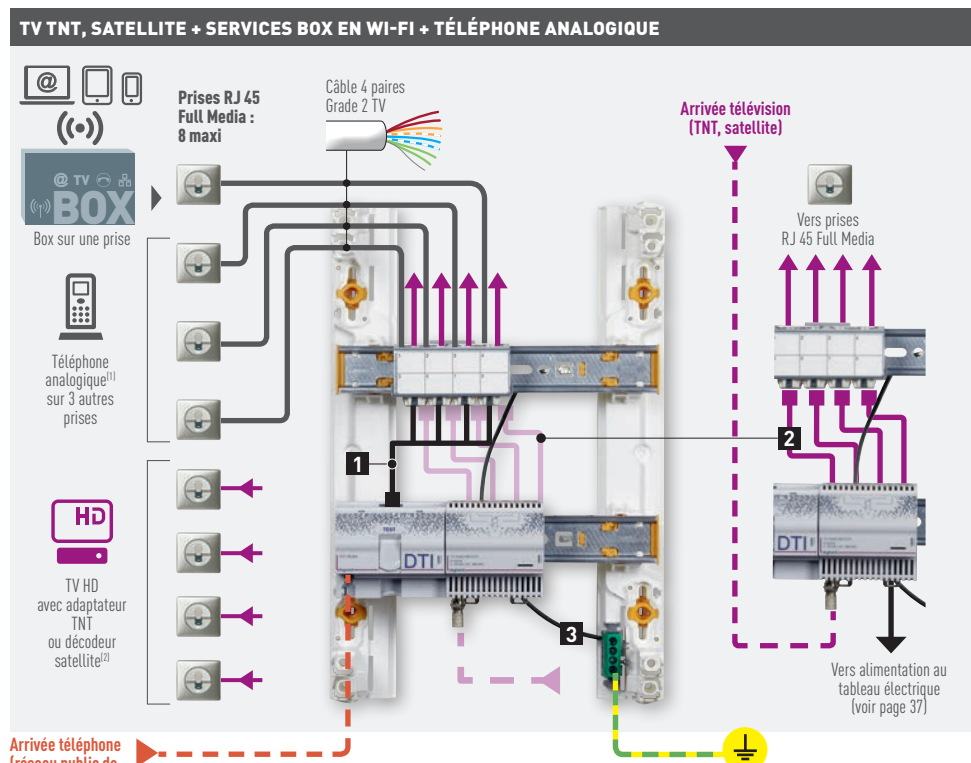 TV TNT, SATELLITE + SERVICES BOX EN WI-FI + TÉLÉPHONE ANALOGIQUE
@
Prises RJ 45
Full Media :
8 maxi
Câble 4 paires
Grade 2 TV
Arrivée télévision
(TNT, satellite)
@ TV
BOX
Box sur une prise
Vers prises
RJ 45 Full Media
Téléphone
analogique(1)
sur 3 autres
prises
1
2
HD
DTI
DTI
TV HD
avec adaptateur
TNT
ou décodeur
satellite(2)
3
Vers alimentation au
tableau électrique
(voir page 37)
Arrivée téléphone
(réseau public de